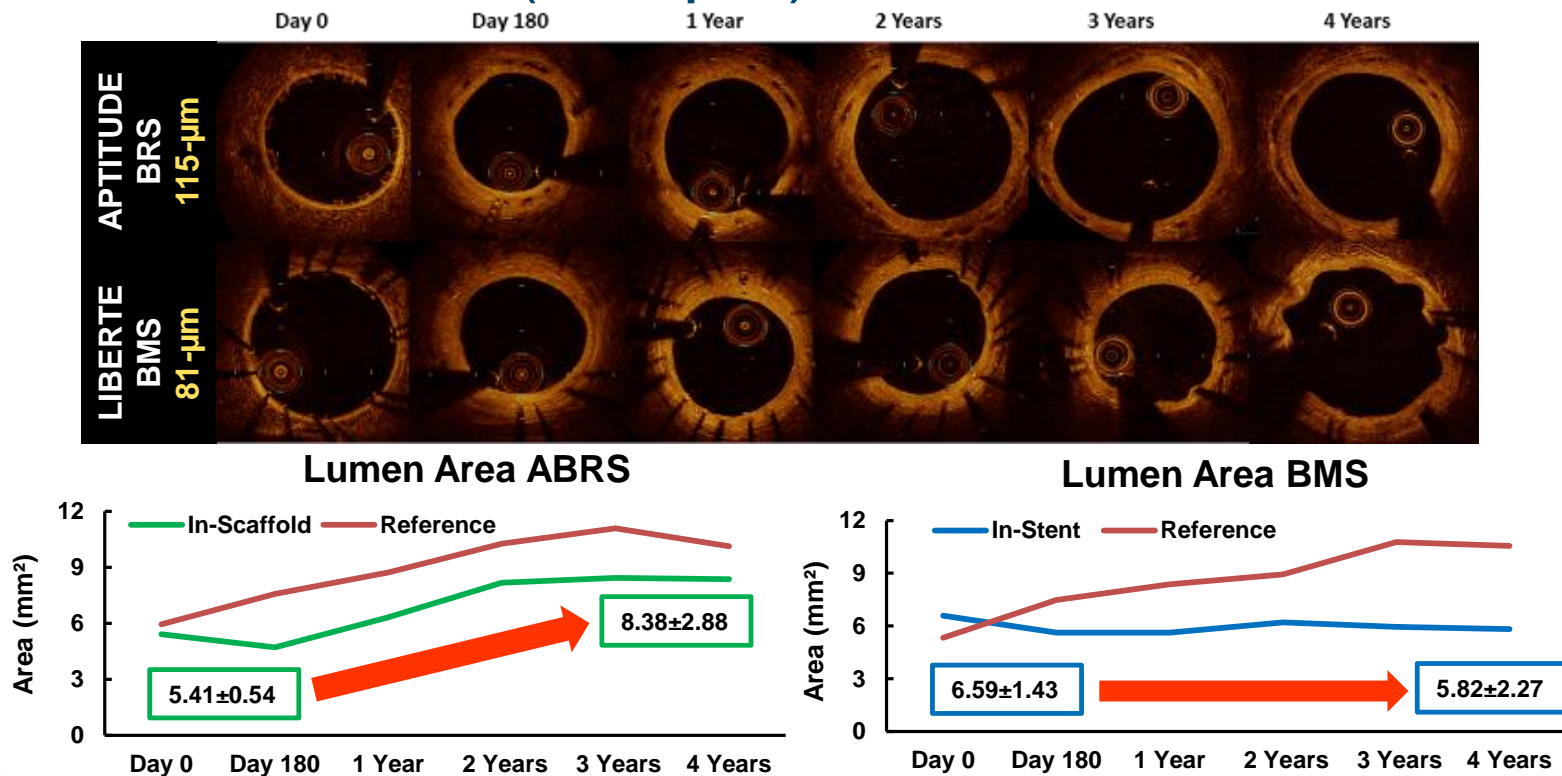 Day 0 Day 180 1 Year 2 Years 3 Years 4 Years
APTITUDE
BRS
115-µm
LIBERTE
BMS
81-µm
Lumen Area ABRS
In-Scaffold Reference
Area (mm²)
12
9
6
3
0
5.41±0.54
8.38±2.88
Day 0 Day 180 1 Year 2 Years 3 Years 4 Years
Lumen Area BMS
In-Stent Reference
Area (mm²)
12
9
6
3
0
6.59±1.43
5.82±2.27
Day 0 Day 180 1 Year 2 Years 3 Years 4 Years